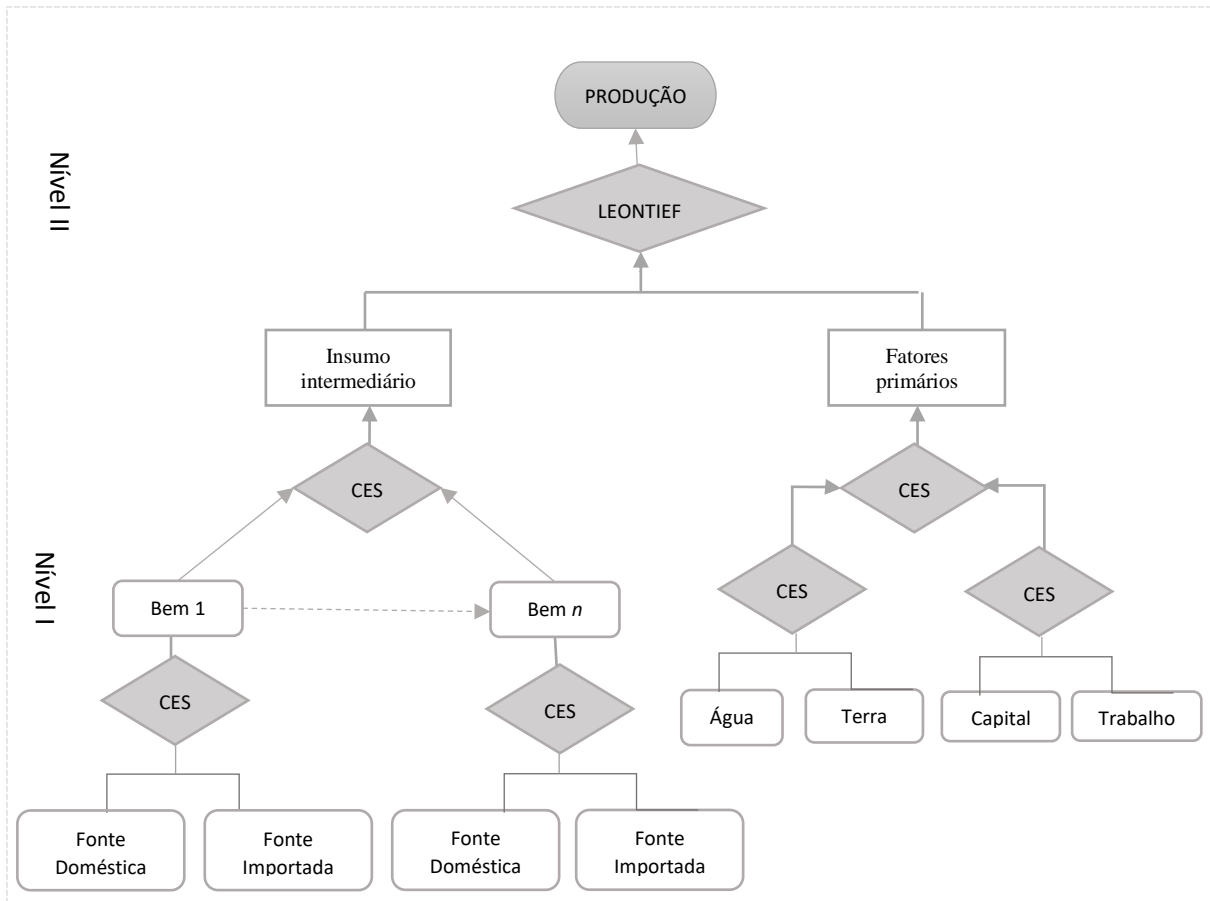 PRODUÇÃO
Nível II
LEONTIEF
Insumo
intermediário
Fatores
primários
CES
CES
Nível I
CES
CES
Bem 1
Bem n
CES
CES
Água
Terra
Capital
Trabalho
Fonte
Doméstica
Fonte
Importada
Fonte
Doméstica
Fonte
Importada